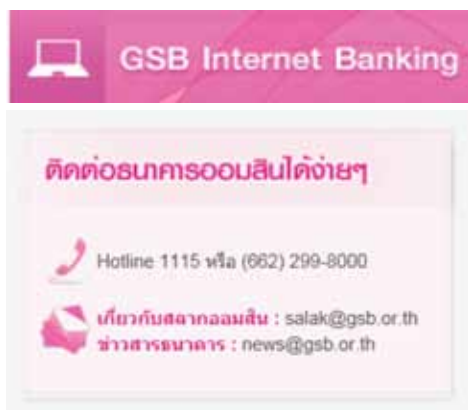 GSB Internet Banking
ติดต่อธนาคารออมสินได้ง่ายๆ
Hotline 1115 หรือ (662) 299-8000
เกี่ยวกับสลากออมสิน : salak@gsb.or.th
ข่าวสารธนาคาร : news@gsb.or.th